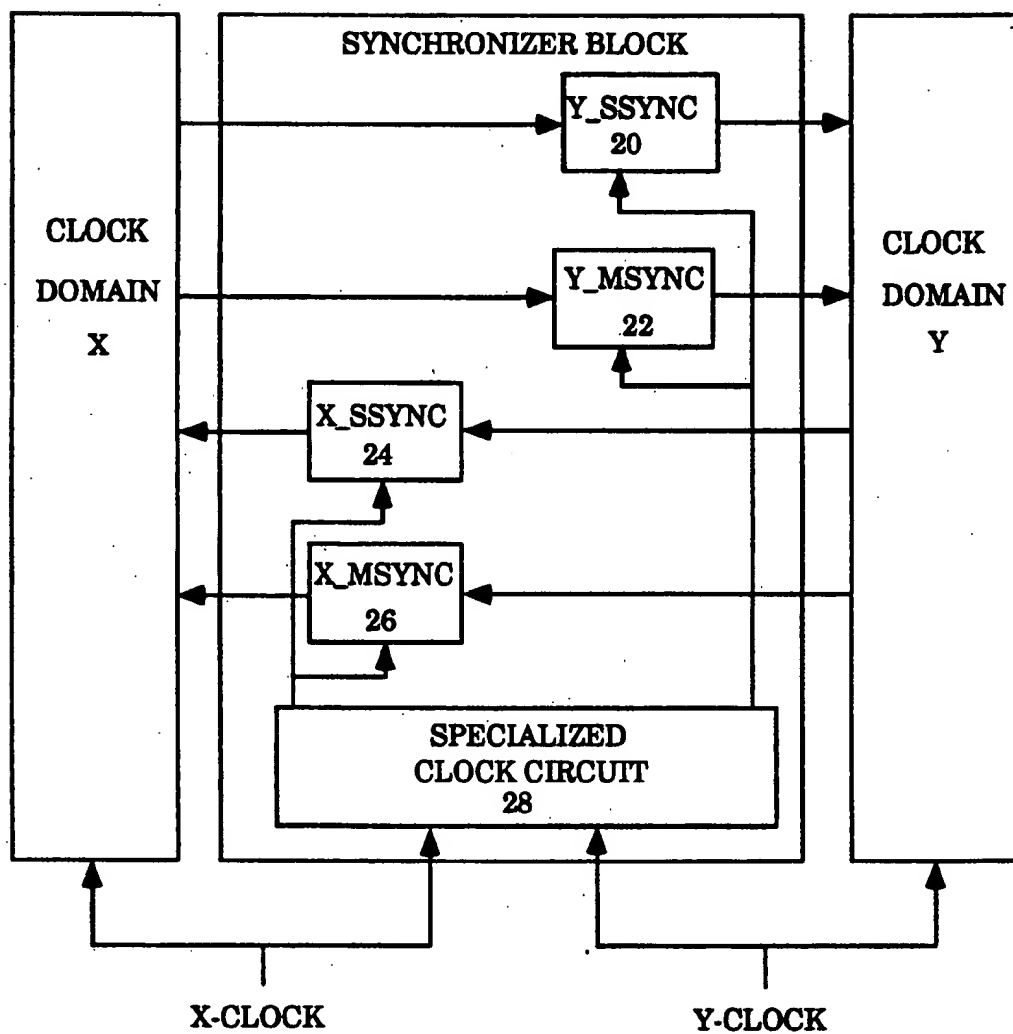 SYNCHRONIZER BLOCK
Y_SSYNC
20
CLOCK
DOMAIN
X
Y_MSYNC
22
CLOCK
DOMAIN
Y
X_SSYNC
24
X_MSYNC
26
SPECIALIZED
CLOCK CIRCUIT
28
X-CLOCK
Y-CLOCK